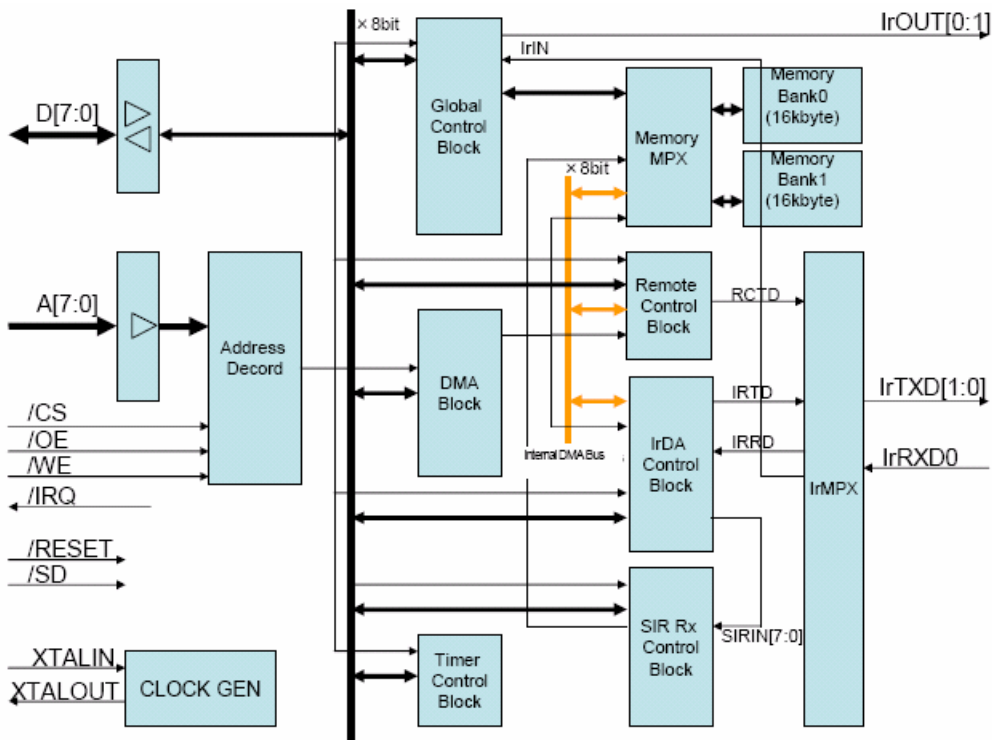 × 8bit
IrOUT[0:1]
IrIN
D[7:0]
Global
Control
Block
Memory
MPX
Memory
Bank0
(16kbyte)
Memory
Bank1
(16kbyte)
× 8bit
A[7:0]
Address
Decord
DMA
Block
Remote
Control
Block
RCTD
IRTD
IrTXD[1:0]
IRRD
IrRXD0
Internal DMA Bus
IrDA
Control
Block
IrMPX
/CS
/OE
/WE
/IRQ
/RESET
/SD
SIR Rx
Control
Block
SIRIN[7:0]
XTALIN
XTALOUT
CLOCK GEN
Timer
Control
Block